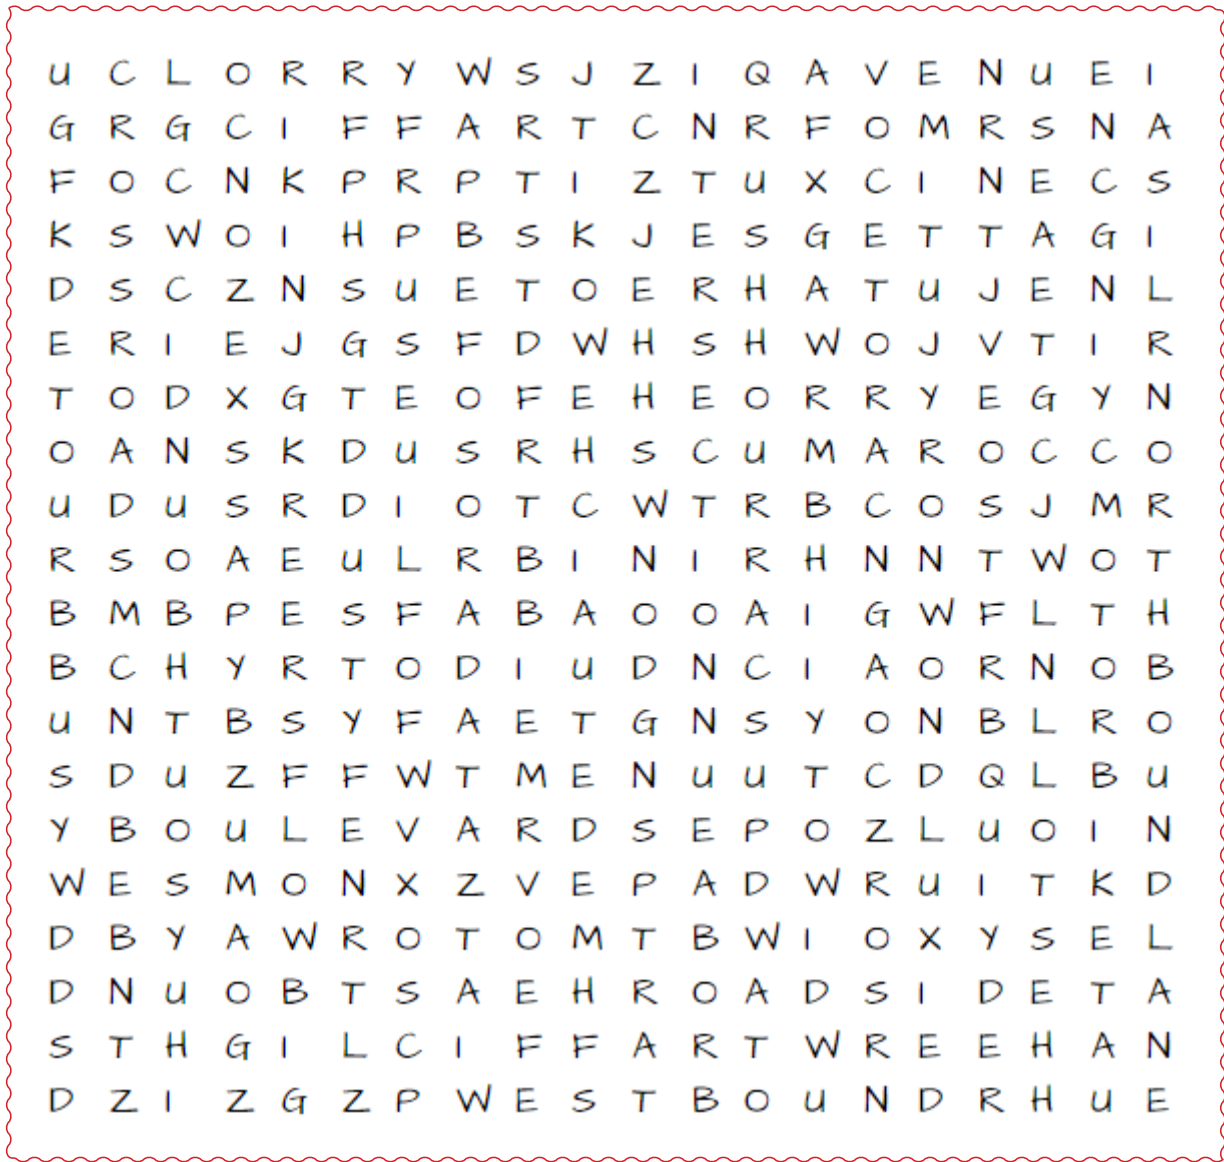 U C L O R R Y W S J Z I Q A V E N U E I
G R G C I F F A R T C N R F O M R S N A
F O C N K P R P T I Z T U X C I N E C S
K S W O I H P B S K J E S G E T T A G I
D S C Z N S U E T O E R H A T U J E N L
E R I E J G S F D W H S H W O J V T I R
T O D X G T E O F E H E O R R Y E G Y N
O A N S K D U S R H S C U M A R O C C O
U D U S R D I O T C W T R B C O S J M R
R S O A E U L R B I N I R H N N T W O T
B M B P E S F A B A O O A I G W F L T H
B C H Y R T O D I U D N C I A O R N O B
U N T B S Y F A E T G N S Y O N B L R O
S D U Z F F W T M E N U U T C D Q L B U
Y B O U L E V A R D S E P O Z L U O I N
W E S M O N X Z V E P A D W R U I T K D
D B Y A W R O T O M T B W I O X Y S E L
D N U O B T S A E H R O A D S I D E T A
S T H G I L C I F F A R T W R E E H A N
D Z I Z G Z P W E S T B O U N D R H U E